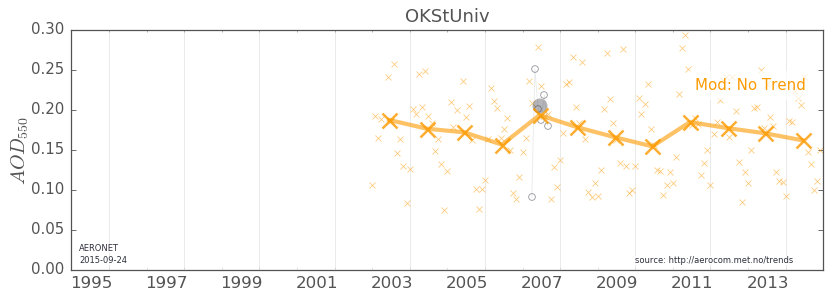 OKStUniv
0.30
0.25
0.20
0.15
0.10
0.05
0.00
AOD550
Mod: No Trend
AERONET
2015-09-24
source: http://aerocom.met.no/trends
1995 1997 1999 2001 2003 2005 2007 2009 2011 2013